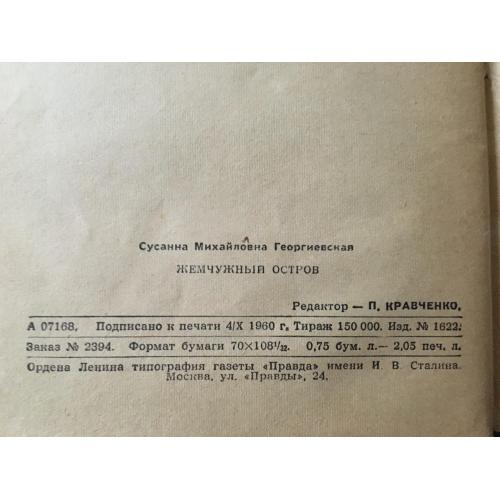 Сусанна Михайловна Георгиевская
ЖЕМЧУЖНЫЙ ОСТРОВ
Редактор — П. КРАВЧЕНКО.
А 07168. Подписано к печати 4/X 1960 г. Тираж 150 000. Изд. № 1622.
Заказ № 2394. Формат бумаги 70×108¹/₃₂. 0,75 бум. л.— 2,05 печ. л.
Ордена Ленина типография газеты «Правда» имени И. В. Сталина.
Москва, ул. «Правды», 24.